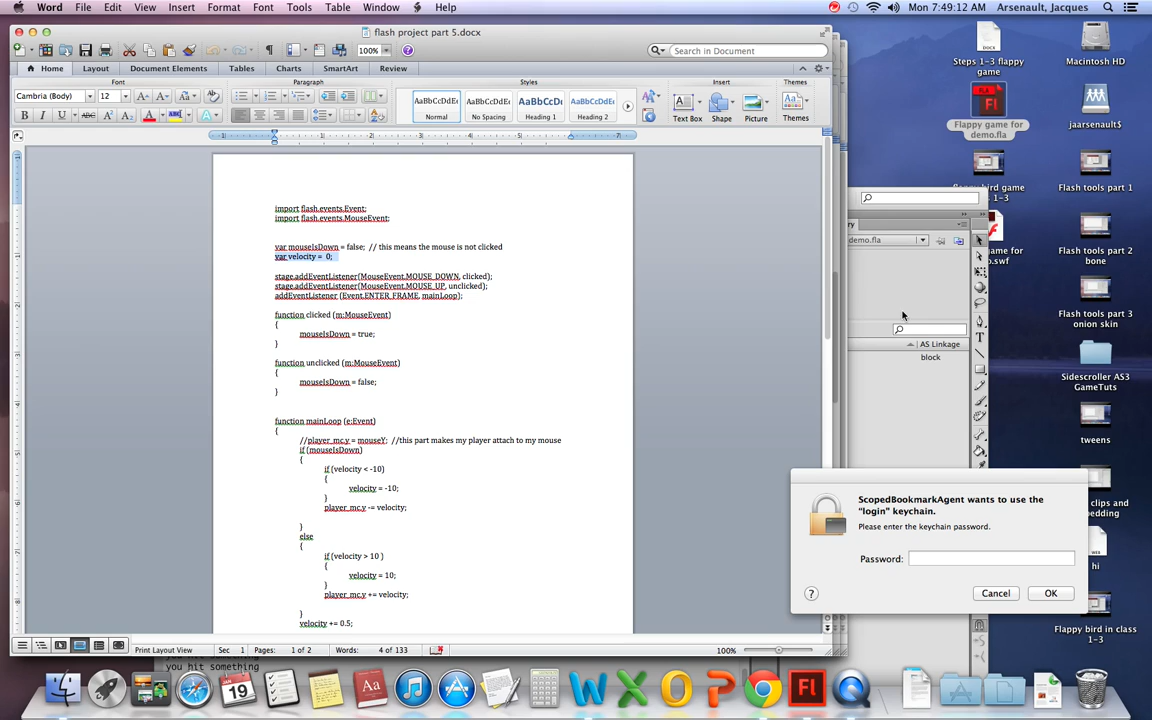 Word File Edit View Insert Format Font Tools Table Window Help
Mon 7:49:12 AM Arsenault, Jacques
flash project part 5.docx
100%
Search in Document
Home Layout Document Elements Tables Charts SmartArt Review
Font Paragraph Styles Insert Themes
Cambria (Body) 12
AaBbCcDdEe AaBbCcDdEe AaBbCcDdE AaBbCcDdEe
Normal No Spacing Heading 1 Heading 2
Text Box Shape Picture Themes
import flash.events.Event;
import flash.events.MouseEvent;
var mouseIsDown = false; // this means the mouse is not clicked
var velocity = 0;
stage.addEventListener(MouseEvent.MOUSE_DOWN, clicked);
stage.addEventListener(MouseEvent.MOUSE_UP, unclicked);
addEventListener (Event.ENTER_FRAME, mainLoop);
function clicked (m:MouseEvent)
{
mouseIsDown = true;
}
function unclicked (m:MouseEvent)
{
mouseIsDown = false;
}
function mainLoop (e:Event)
{
//player_mc.y = mouseY; //this part makes my player attach to my mouse
if (mouseIsDown)
{
if (velocity < -10)
{
velocity = -10;
}
player_mc.y -= velocity;
}
else
{
if (velocity > 10 )
{
velocity = 10;
}
player_mc.y += velocity;
}
velocity += 0.5;
Print Layout View Sec 1 Pages: 1 of 2 Words: 4 of 133 100%
you hit something
demo.fla
AS Linkage
block
ScopedBookmarkAgent wants to use the
“login” keychain.
Please enter the keychain password.
Password:
Cancel OK
Steps 1-3 flappy
game
Flappy game for
demo.fla
Macintosh HD
jaarsenault$
Flash tools part 1
Flash tools part 2
bone
Flash tools part 3
onion skin
Sidescroller AS3
GameTuts
tweens
hi
Flappy bird in class
1-3
JAN
19